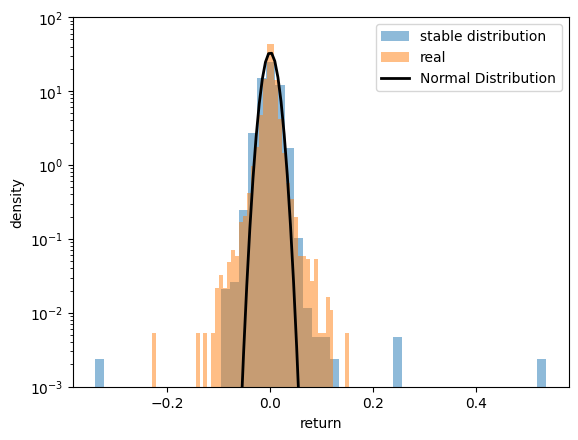 stable distribution
real
Normal Distribution
density
10²
10¹
10⁰
10⁻¹
10⁻²
10⁻³
−0.2 0.0 0.2 0.4
return